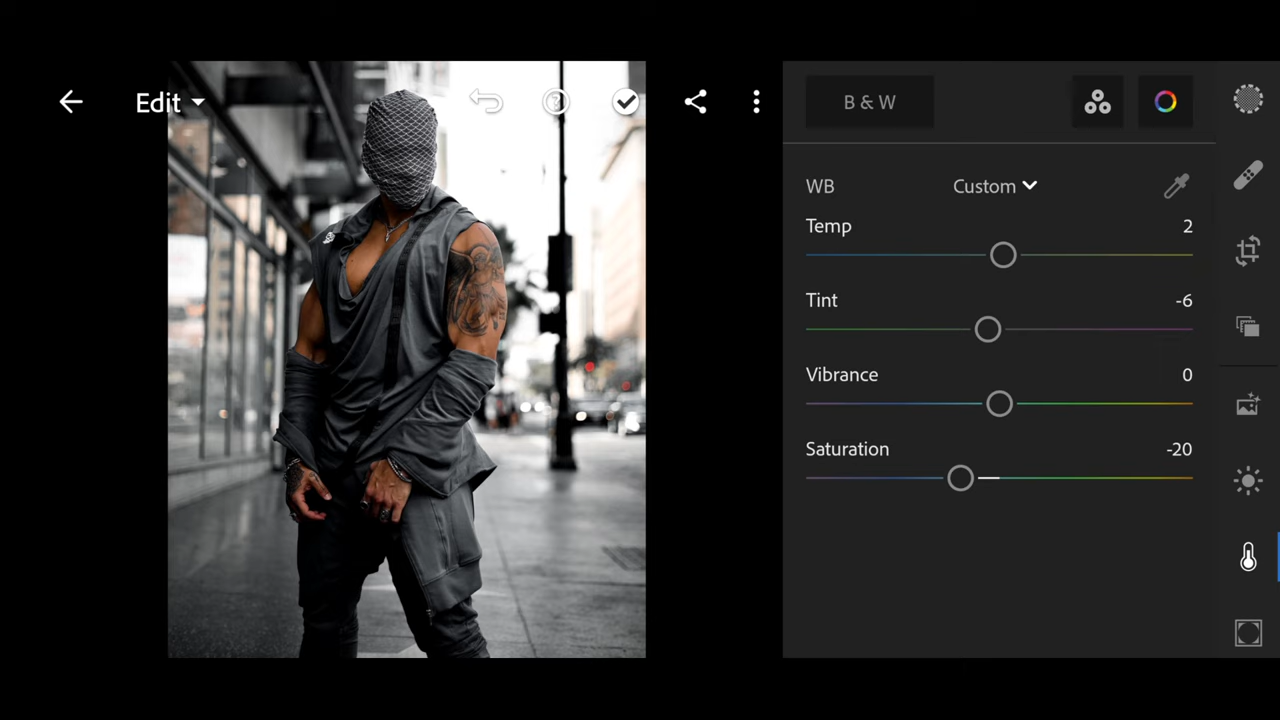 Edit
B & W
WB
Custom
Temp
2
Tint
-6
Vibrance
0
Saturation
-20